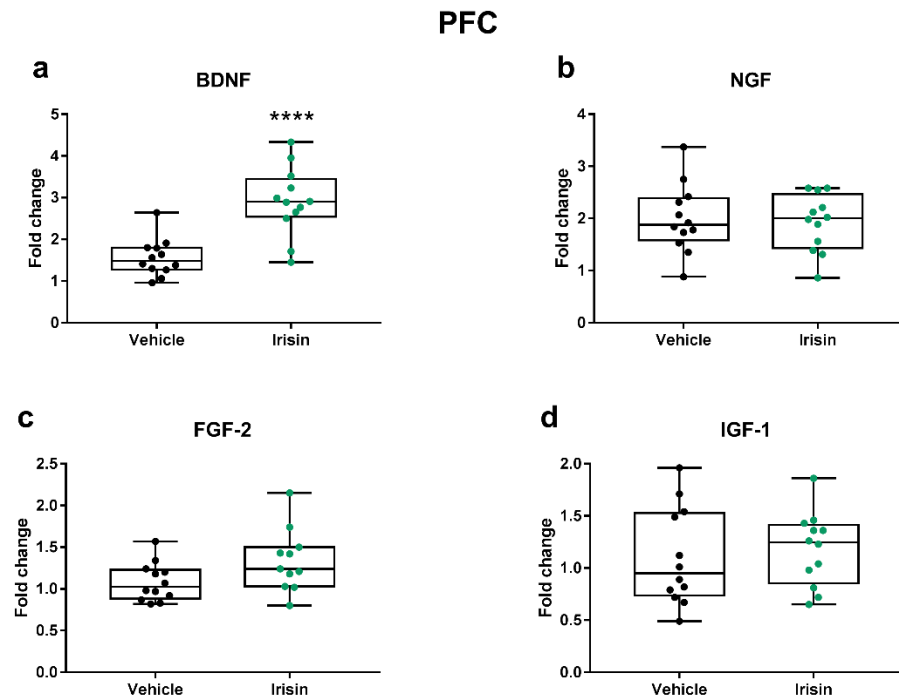 PFC
a
BDNF
****
Fold change
5
4
3
2
1
0
Vehicle Irisin
b
NGF
Fold change
4
3
2
1
0
Vehicle Irisin
c
FGF-2
Fold change
2.5
2.0
1.5
1.0
0.5
0.0
Vehicle Irisin
d
IGF-1
Fold change
2.0
1.5
1.0
0.5
0.0
Vehicle Irisin